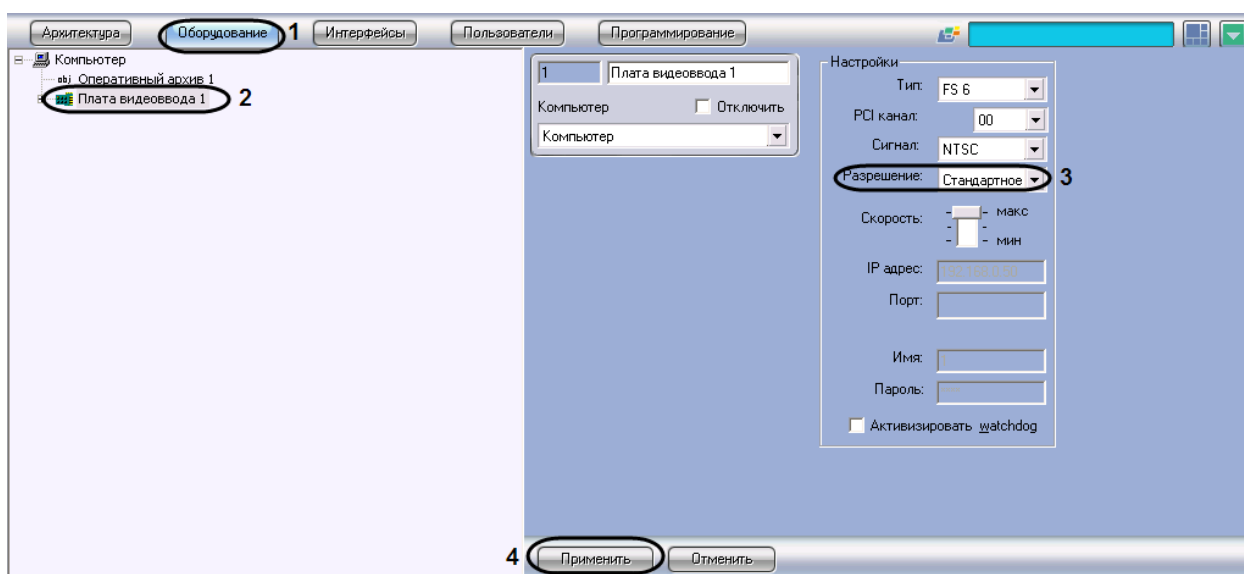 Архитектура Оборудование 1 Интерфейсы Пользователи Программирование
Компьютер
obj Оперативный архив 1
Плата видеоввода 1 2
1 Плата видеоввода 1
Компьютер Отключить
Компьютер
Настройки
Тип: FS 6
PCI канал: 00
Сигнал: NTSC
Разрешение: Стандартное 3
Скорость: макс
мин
IP адрес:
Порт:
Имя:
Пароль:
Активизировать watchdog
4 Применить Отменить